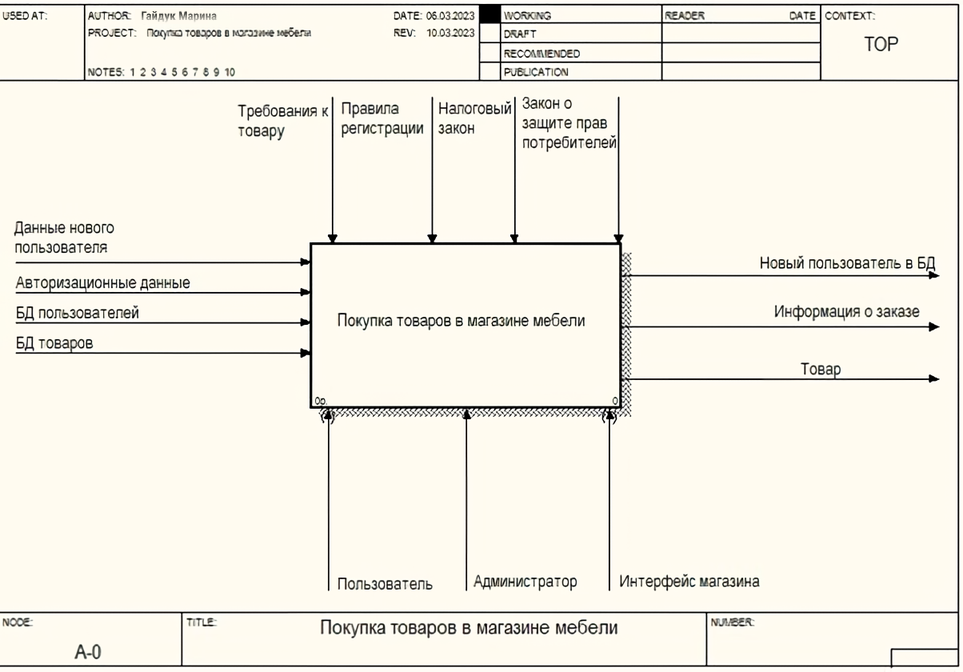 USED AT:
AUTHOR: Гайдук Марина
DATE: 06.03.2023
WORKING
READER
DATE
CONTEXT:
PROJECT: Покупка товаров в магазине мебели
REV: 10.03.2023
DRAFT
TOP
RECOMMENDED
NOTES: 1 2 3 4 5 6 7 8 9 10
PUBLICATION
Требования к
товару
Правила
регистрации
Налоговый
закон
Закон о
защите прав
потребителей
Данные нового
пользователя
Авторизационные данные
БД пользователей
БД товаров
Покупка товаров в магазине мебели
0р.
0
Новый пользователь в БД
Информация о заказе
Товар
Пользователь
Администратор
Интерфейс магазина
NODE:
A-0
TITLE:
Покупка товаров в магазине мебели
NUMBER: